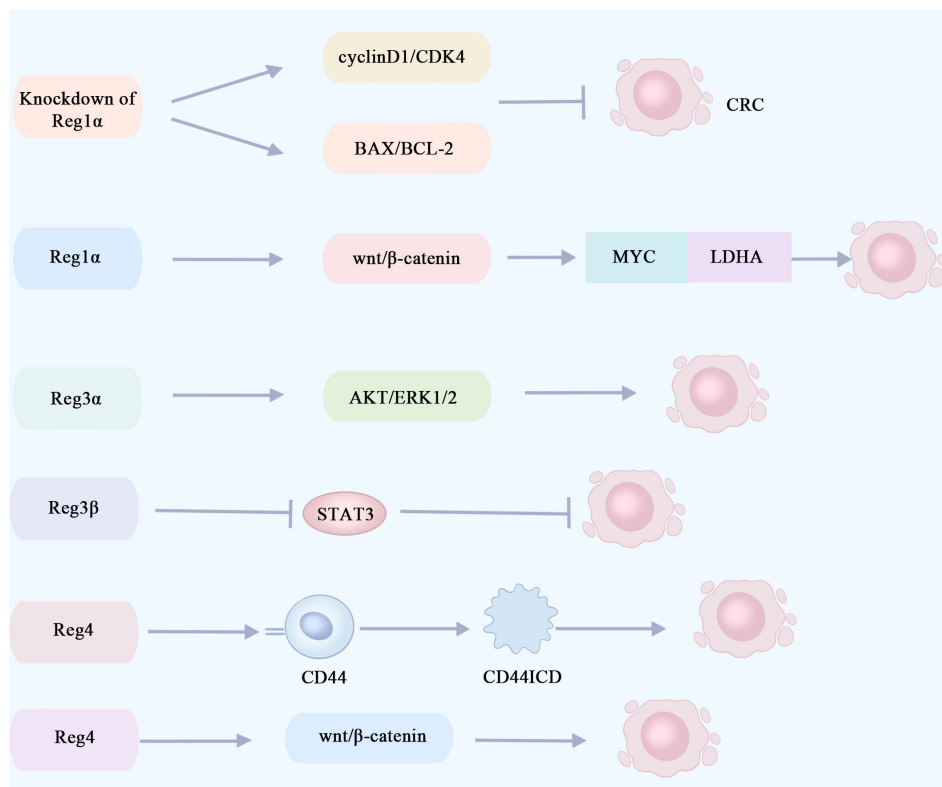 cyclinD1/CDK4
Knockdown of
Reg1α
CRC
BAX/BCL-2
Reg1α
wnt/β-catenin
MYC
LDHA
Reg3α
AKT/ERK1/2
Reg3β
STAT3
Reg4
CD44
CD44ICD
Reg4
wnt/β-catenin